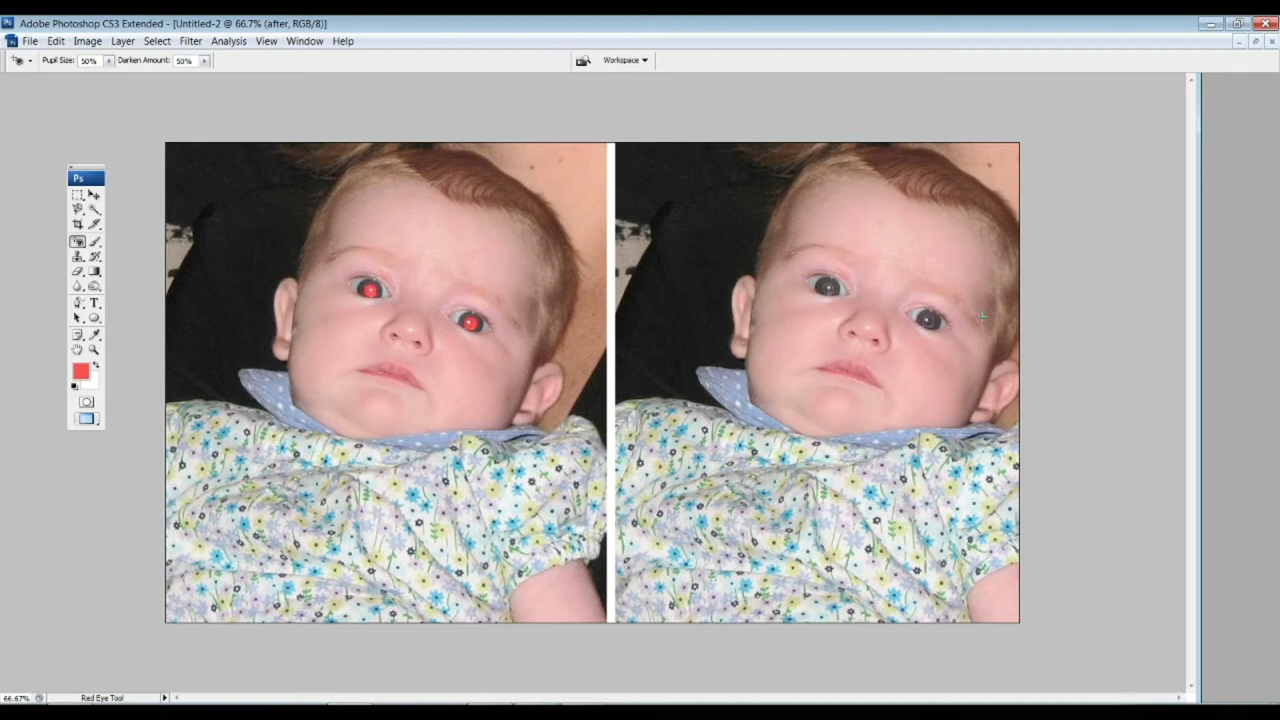 Ps Adobe Photoshop CS3 Extended - [Untitled-2 @ 66.7% (after, RGB/8)]
File Edit Image Layer Select Filter Analysis View Window Help
Pupil Size: 50% Darken Amount: 50% Workspace
Ps
T
66.67% Red Eye Tool